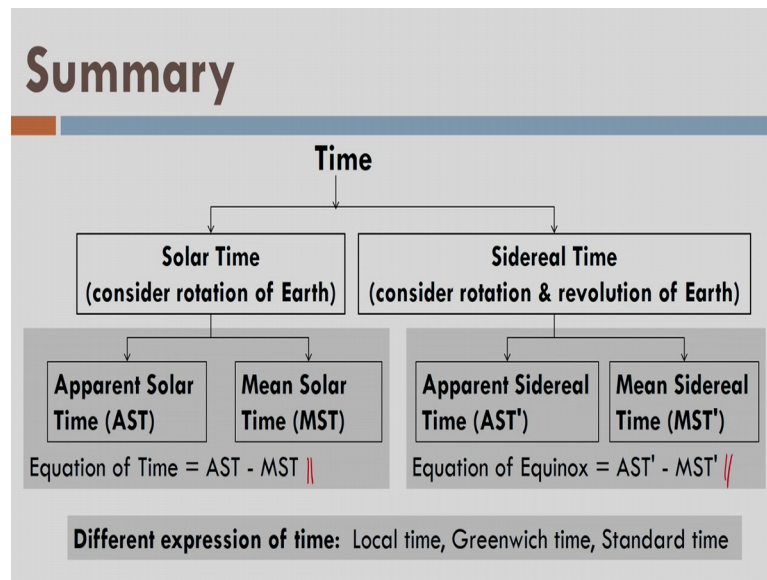 Summary
Time
Solar Time
(consider rotation of Earth)
Sidereal Time
(consider rotation & revolution of Earth)
Apparent Solar
Time (AST)
Mean Solar
Time (MST)
Apparent Sidereal
Time (AST')
Mean Sidereal
Time (MST')
Equation of Time = AST - MST
Equation of Equinox = AST' - MST'
Different expression of time: Local time, Greenwich time, Standard time